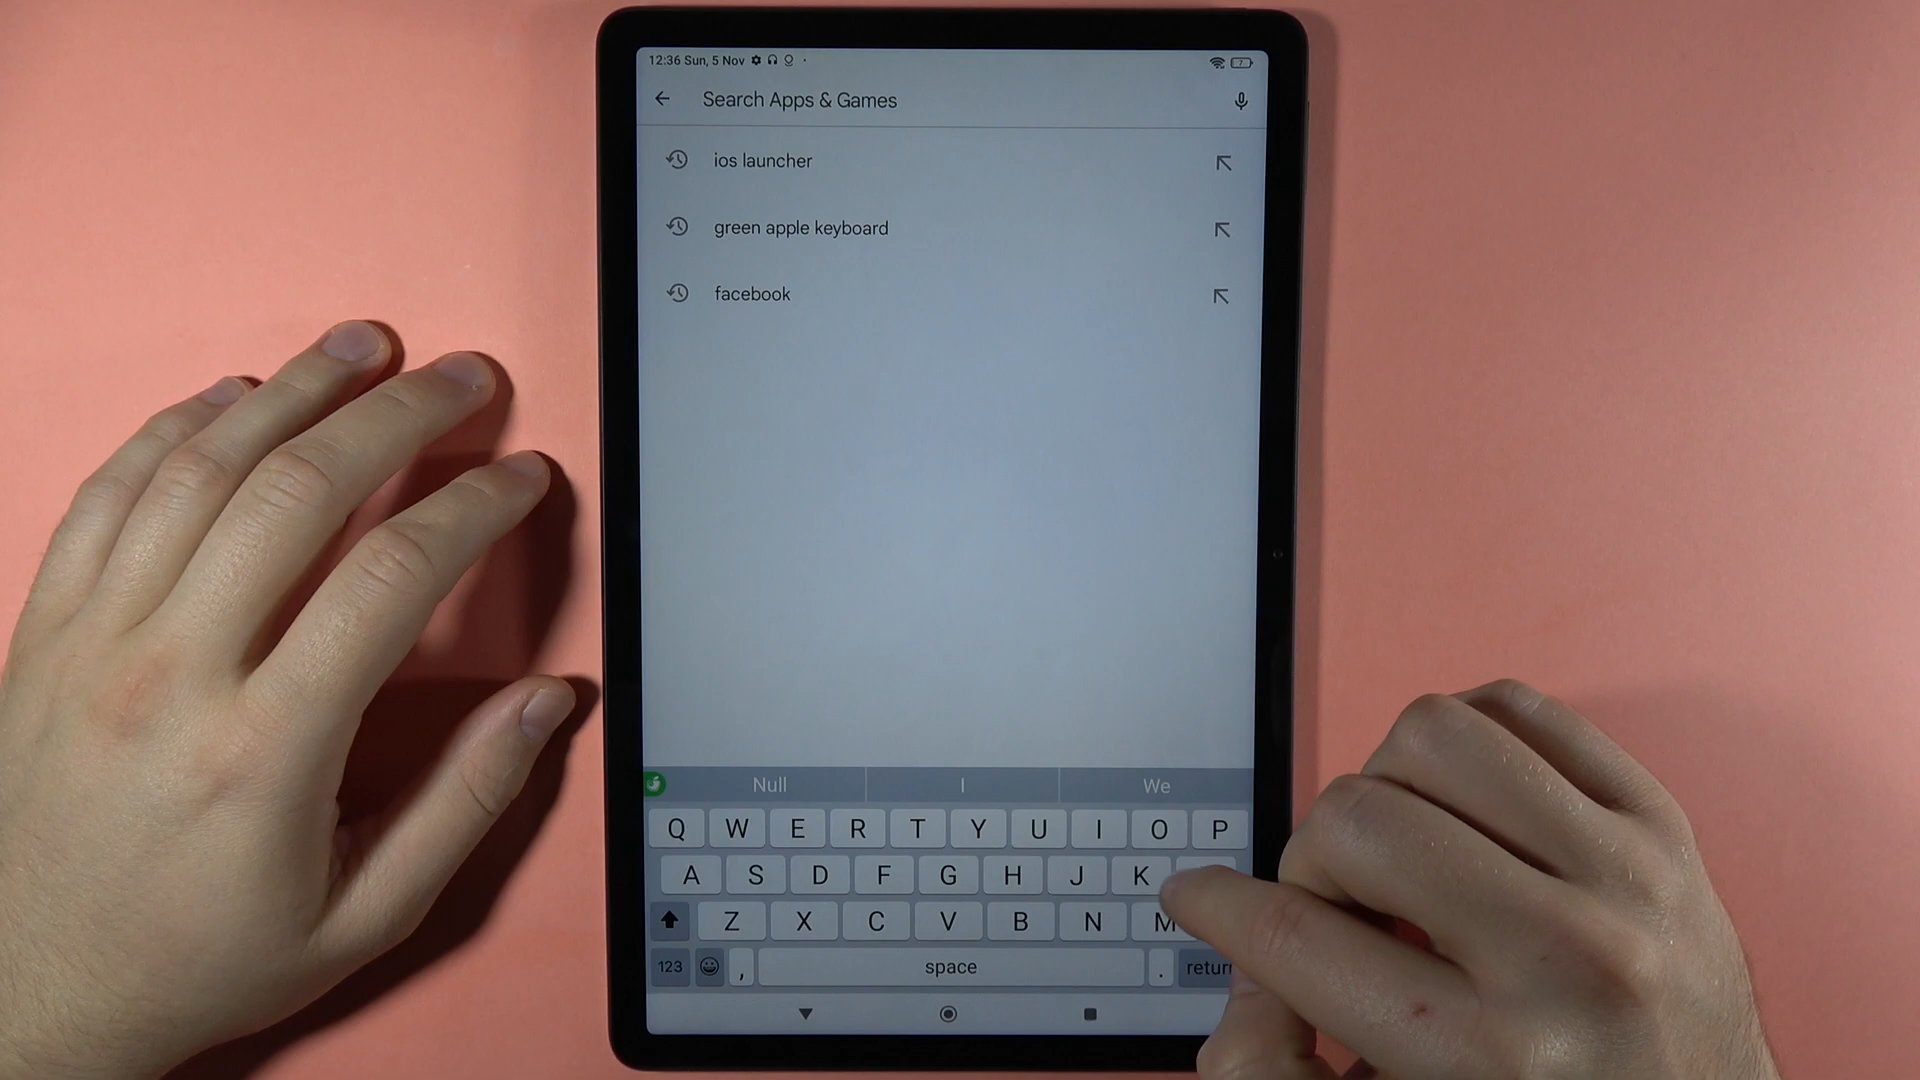 12:36 Sun, 5 Nov
7
Search Apps & Games
ios launcher
green apple keyboard
facebook
Null I We
Q W E R T Y U I O P
A S D F G H J K
Z X C V B N M
123 , space . return